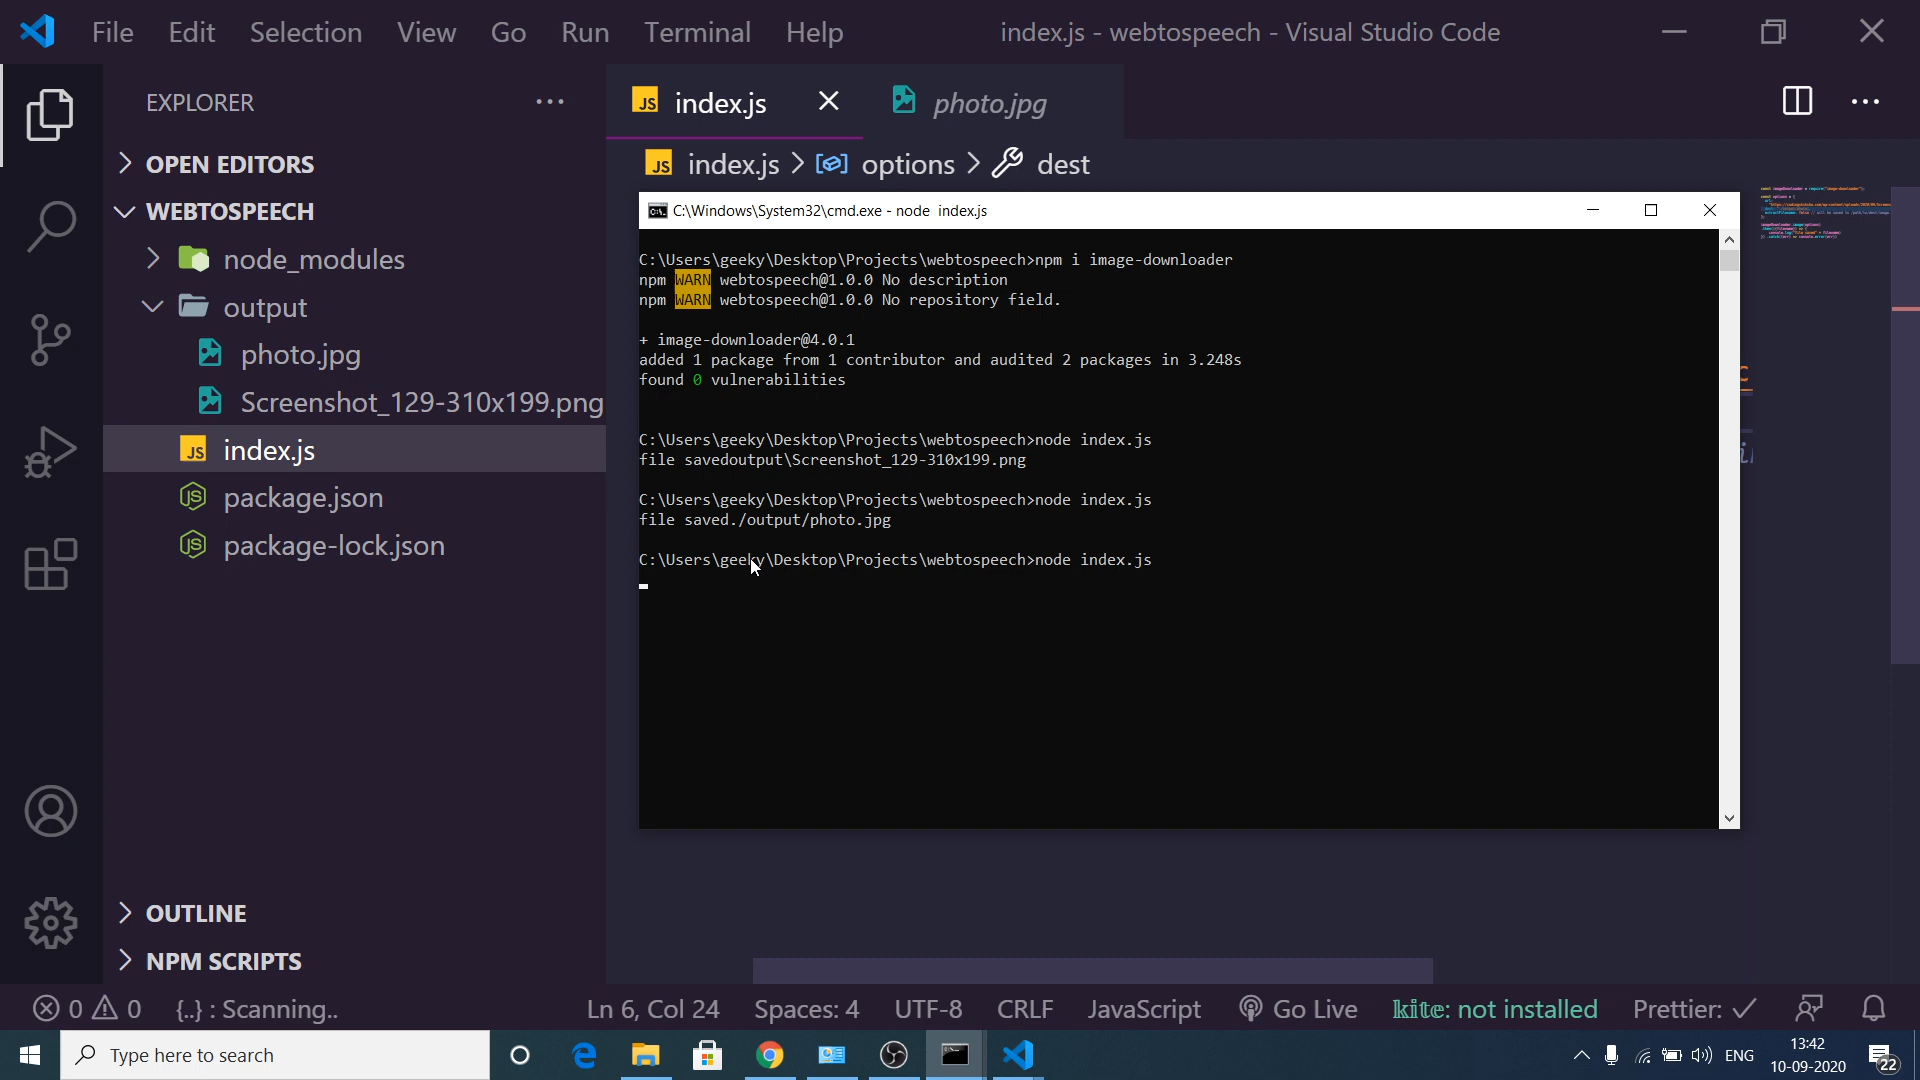 File Edit Selection View Go Run Terminal Help index.js - webtospeech - Visual Studio Code
EXPLORER
OPEN EDITORS
WEBTOSPEECH
node_modules
output
photo.jpg
Screenshot_129-310x199.png
JS index.js
package.json
package-lock.json
OUTLINE
NPM SCRIPTS
JS index.js photo.jpg
JS index.js > options > dest
C:\Windows\System32\cmd.exe - node index.js
C:\Users\geeky\Desktop\Projects\webtospeech>npm i image-downloader
npm WARN webtospeech@1.0.0 No description
npm WARN webtospeech@1.0.0 No repository field.
+ image-downloader@4.0.1
added 1 package from 1 contributor and audited 2 packages in 3.248s
found 0 vulnerabilities
C:\Users\geeky\Desktop\Projects\webtospeech>node index.js
file savedoutput\Screenshot_129-310x199.png
C:\Users\geeky\Desktop\Projects\webtospeech>node index.js
file saved./output/photo.jpg
C:\Users\geeky\Desktop\Projects\webtospeech>node index.js
0 0 {..} : Scanning.. Ln 6, Col 24 Spaces: 4 UTF-8 CRLF JavaScript Go Live kite: not installed Prettier: ✓
Type here to search
ENG
13:42
10-09-2020
22